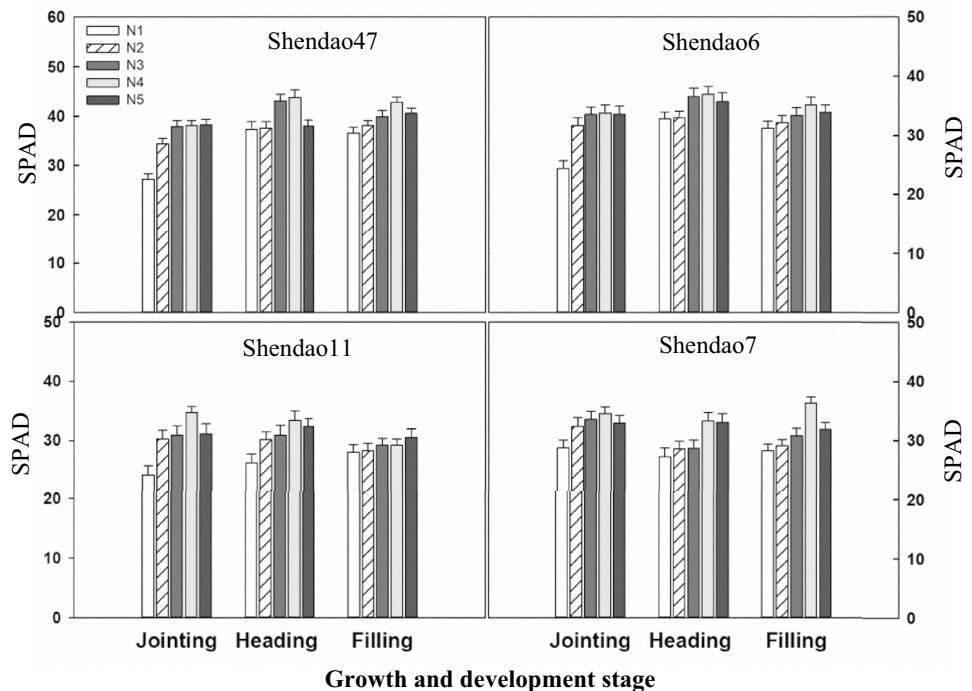 60
50
40
30
20
10
0
SPAD
N1
N2
N3
N4
N5
Shendao47
Shendao6
50
40
30
20
10
0
SPAD
50
40
30
20
10
0
SPAD
Shendao11
Shendao7
50
40
30
20
10
0
SPAD
Jointing Heading Filling
Jointing Heading Filling
Growth and development stage